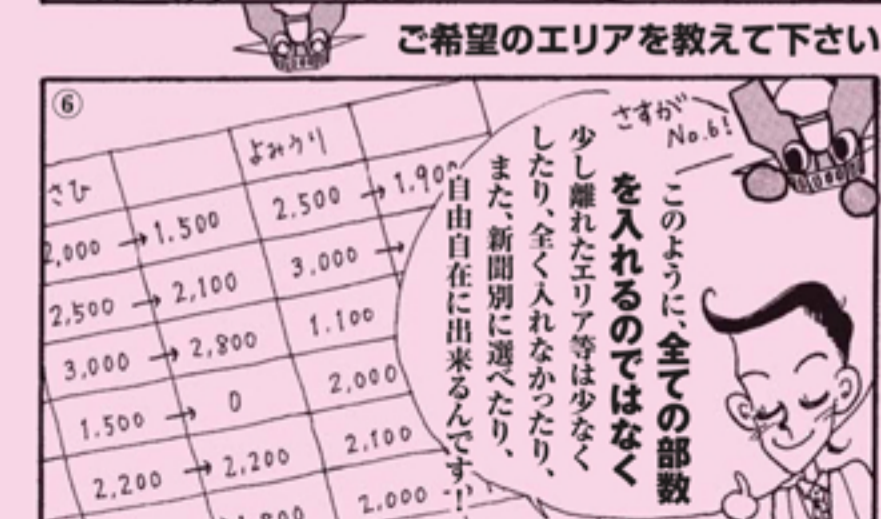 ご希望のエリアを教えて下さい
⑥
さすが
No.6!
このように、全ての部数
を入れるのではなく
少し離れたエリア等は少なく
したり、全く入れなかったり、
また、新聞別に選べたり、
自由自在に出来るんです!
さひ よみうり
2,000 → 1.500 2.500 → 1.900
2,500 → 2,100 3,000 →
3,000 → 2,800 1.100
1.500 → 0 2,000
2,200 → 2,200 2,100
2.000 →